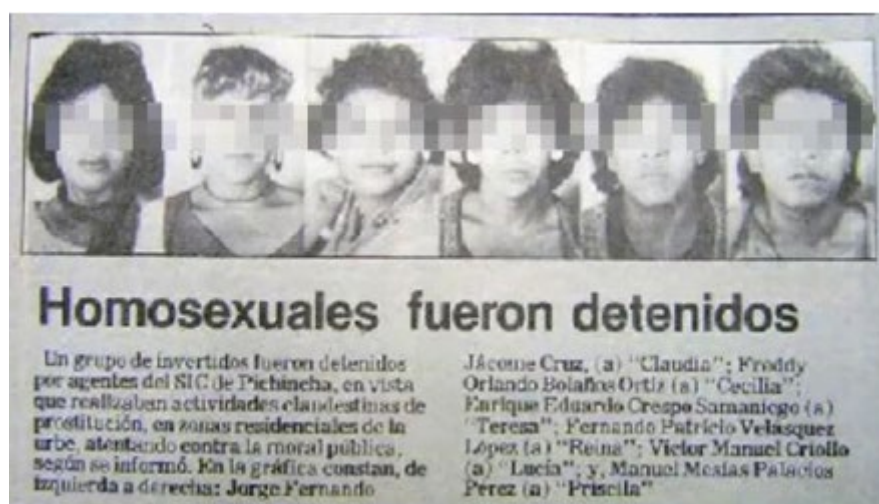 Homosexuales fueron detenidos
Un grupo de invertidos fueron detenidos
por agentes del SIC de Pichincha, en vista
que realizaban actividades clandestinas de
prostitución, en zonas residenciales de la
urbe, atentando contra la moral pública,
según se informó. En la gráfica constan, de
izquierda a derecha: Jorge Fernando
Jácome Cruz, (a) "Claudia"; Freddy
Orlando Bolaños Ortiz (a) "Cecilia";
Enrique Eduardo Crespo Samaniego (a)
"Teresa"; Fernando Patricio Velásquez
López (a) "Reina"; Victor Manuel Criollo
(a) "Lucía"; y, Manuel Mesías Palacios
Pérez (a) "Priscila"